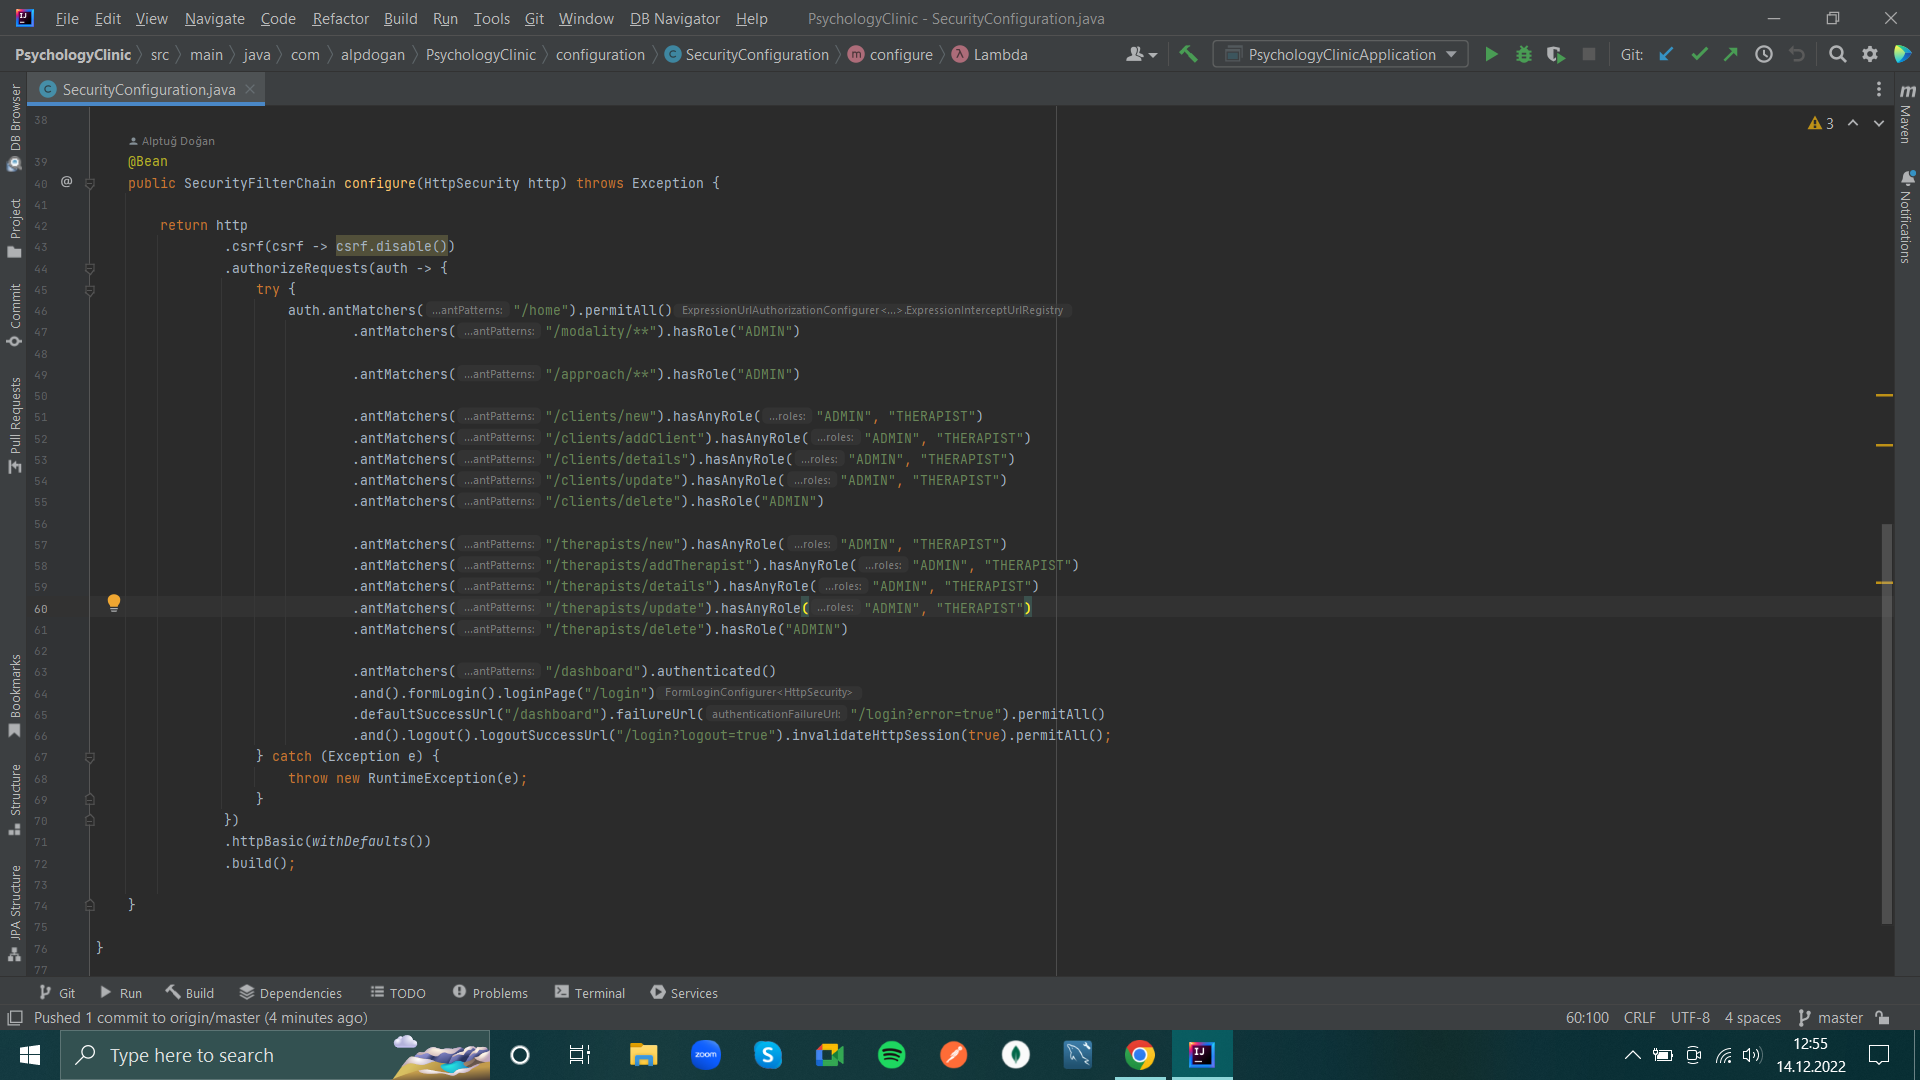 File Edit View Navigate Code Refactor Build Run Tools Git Window DB Navigator Help PsychologyClinic - SecurityConfiguration.java
PsychologyClinic src main java com alpdogan PsychologyClinic configuration C SecurityConfiguration m configure λ Lambda PsychologyClinicApplication Git:
C SecurityConfiguration.java
DB Browser
Project
Commit
Pull Requests
Bookmarks
Structure
JPA Structure
m Maven
Notifications
3
38
Alptuğ Doğan
39 @Bean
40 @ public SecurityFilterChain configure(HttpSecurity http) throws Exception {
41
42 return http
43 .csrf(csrf -> csrf.disable())
44 .authorizeRequests(auth -> {
45 try {
46 auth.antMatchers( ...antPatterns: "/home").permitAll() ExpressionUrlAuthorizationConfigurer<...>.ExpressionInterceptUrlRegistry
47 .antMatchers( ...antPatterns: "/modality/**").hasRole("ADMIN")
48
49 .antMatchers( ...antPatterns: "/approach/**").hasRole("ADMIN")
50
51 .antMatchers( ...antPatterns: "/clients/new").hasAnyRole( ...roles: "ADMIN", "THERAPIST")
52 .antMatchers( ...antPatterns: "/clients/addClient").hasAnyRole( ...roles: "ADMIN", "THERAPIST")
53 .antMatchers( ...antPatterns: "/clients/details").hasAnyRole( ...roles: "ADMIN", "THERAPIST")
54 .antMatchers( ...antPatterns: "/clients/update").hasAnyRole( ...roles: "ADMIN", "THERAPIST")
55 .antMatchers( ...antPatterns: "/clients/delete").hasRole("ADMIN")
56
57 .antMatchers( ...antPatterns: "/therapists/new").hasAnyRole( ...roles: "ADMIN", "THERAPIST")
58 .antMatchers( ...antPatterns: "/therapists/addTherapist").hasAnyRole( ...roles: "ADMIN", "THERAPIST")
59 .antMatchers( ...antPatterns: "/therapists/details").hasAnyRole( ...roles: "ADMIN", "THERAPIST")
60 .antMatchers( ...antPatterns: "/therapists/update").hasAnyRole( ...roles: "ADMIN", "THERAPIST")
61 .antMatchers( ...antPatterns: "/therapists/delete").hasRole("ADMIN")
62
63 .antMatchers( ...antPatterns: "/dashboard").authenticated()
64 .and().formLogin().loginPage("/login") FormLoginConfigurer<HttpSecurity>
65 .defaultSuccessUrl("/dashboard").failureUrl( authenticationFailureUrl: "/login?error=true").permitAll()
66 .and().logout().logoutSuccessUrl("/login?logout=true").invalidateHttpSession(true).permitAll();
67 } catch (Exception e) {
68 throw new RuntimeException(e);
69 }
70 })
71 .httpBasic(withDefaults())
72 .build();
73
74 }
75
76 }
77
Git Run Build Dependencies TODO Problems Terminal Services
Pushed 1 commit to origin/master (4 minutes ago) 60:100 CRLF UTF-8 4 spaces master
Type here to search zoom 12:55
14.12.2022